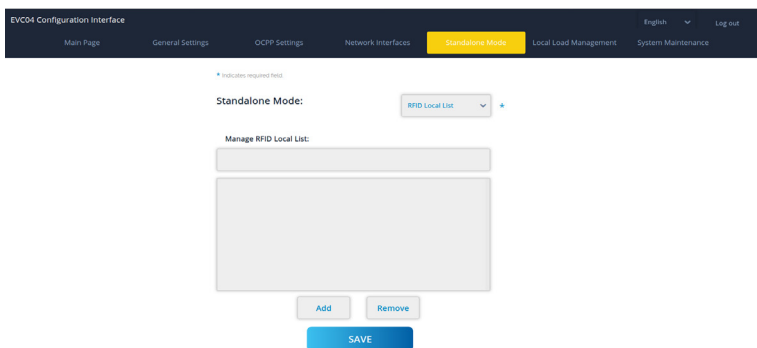 EVC04 Configuration Interface
English
Log out
Main Page
General Settings
OCPP Settings
Network Interfaces
Standalone Mode
Local Load Management
System Maintenance
* Indicates required field.
Standalone Mode:
RFID Local List
*
Manage RFID Local List:
Add
Remove
SAVE